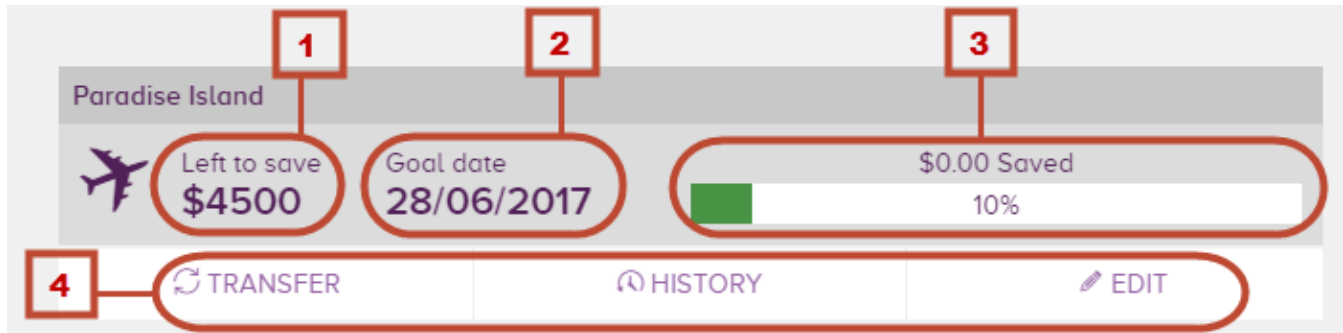 1 2 3
Paradise Island
Left to save Goal date $0.00 Saved
$4500 28/06/2017 10%
4 TRANSFER HISTORY EDIT